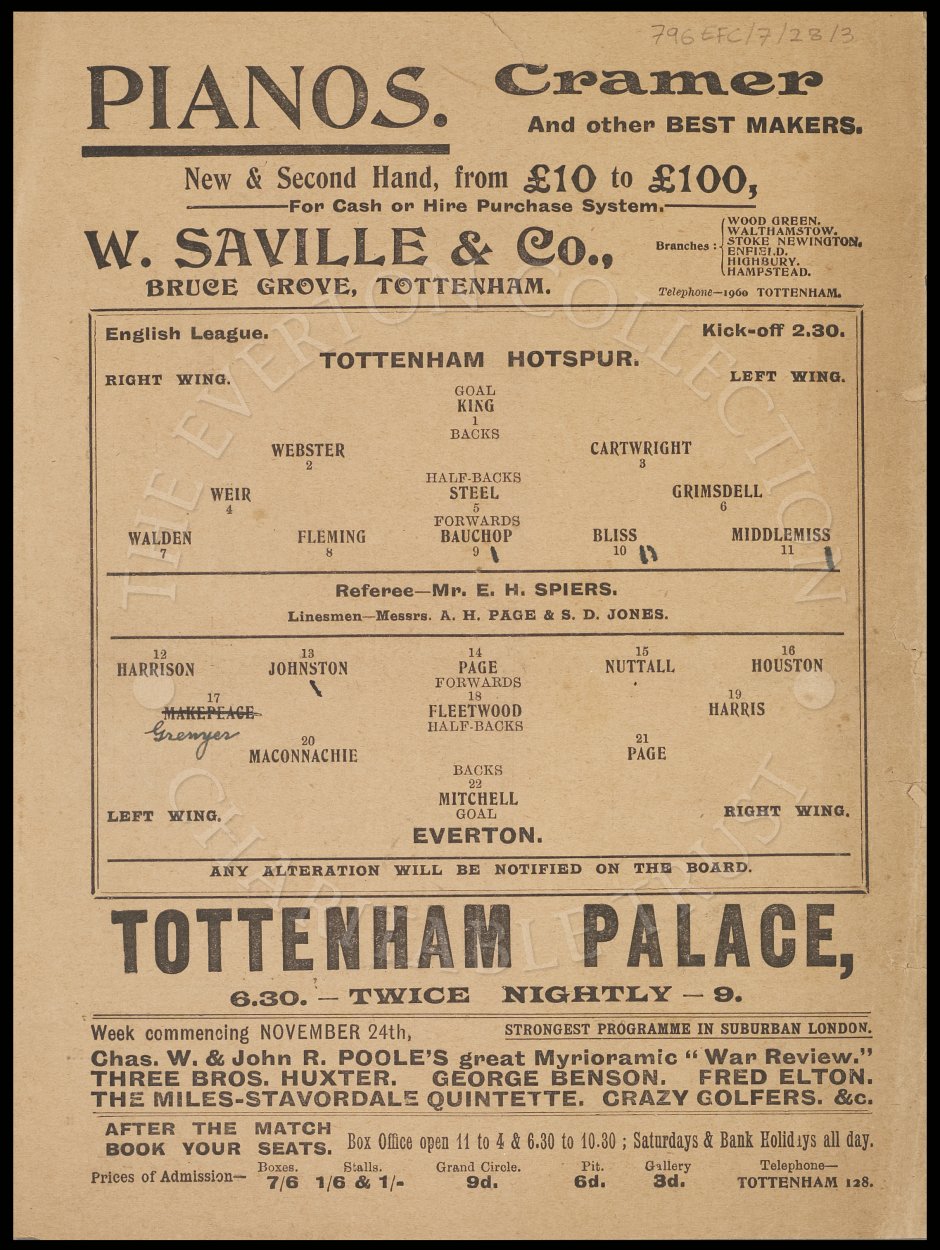 796 EFC/7/28/3
PIANOS. Cramer
And other BEST MAKERS.
New & Second Hand, from £10 to £100,
For Cash or Hire Purchase System.
W. SAVILLE & Co.,
BRUCE GROVE, TOTTENHAM.
Branches:
WOOD GREEN.
WALTHAMSTOW.
STOKE NEWINGTON.
ENFIELD.
HIGHBURY.
HAMPSTEAD.
Telephone—1960 TOTTENHAM.
English League. Kick-off 2.30.
TOTTENHAM HOTSPUR.
RIGHT WING. LEFT WING.
GOAL
KING
1
BACKS
WEBSTER CARTWRIGHT
2 3
HALF-BACKS
WEIR STEEL GRIMSDELL
4 5 6
FORWARDS
WALDEN FLEMING BAUCHOP BLISS MIDDLEMISS
7 8 9 10 11
Referee—Mr. E. H. SPIERS.
Linesmen—Messrs. A. H. PAGE & S. D. JONES.
12 13 14 15 16
HARRISON JOHNSTON PAGE NUTTALL HOUSTON
FORWARDS
17 18 19
MAKEPEACE FLEETWOOD HARRIS
Grenyer
HALF-BACKS
20 21
MACONNACHIE PAGE
BACKS
22
MITCHELL
GOAL
LEFT WING. RIGHT WING.
EVERTON.
ANY ALTERATION WILL BE NOTIFIED ON THE BOARD.
TOTTENHAM PALACE,
6.30. — TWICE NIGHTLY — 9.
Week commencing NOVEMBER 24th, STRONGEST PROGRAMME IN SUBURBAN LONDON.
Chas. W. & John R. POOLE'S great Myrioramic "War Review."
THREE BROS. HUXTER. GEORGE BENSON. FRED ELTON.
THE MILES-STAVORDALE QUINTETTE. CRAZY GOLFERS. &c.
AFTER THE MATCH
BOOK YOUR SEATS. Box Office open 11 to 4 & 6.30 to 10.30; Saturdays & Bank Holidays all day.
Boxes. Stalls. Grand Circle. Pit. Gallery Telephone—
Prices of Admission— 7/6 1/6 & 1/- 9d. 6d. 3d. TOTTENHAM 128.
THE EVERTON COLLECTION
CHARITABLE TRUST